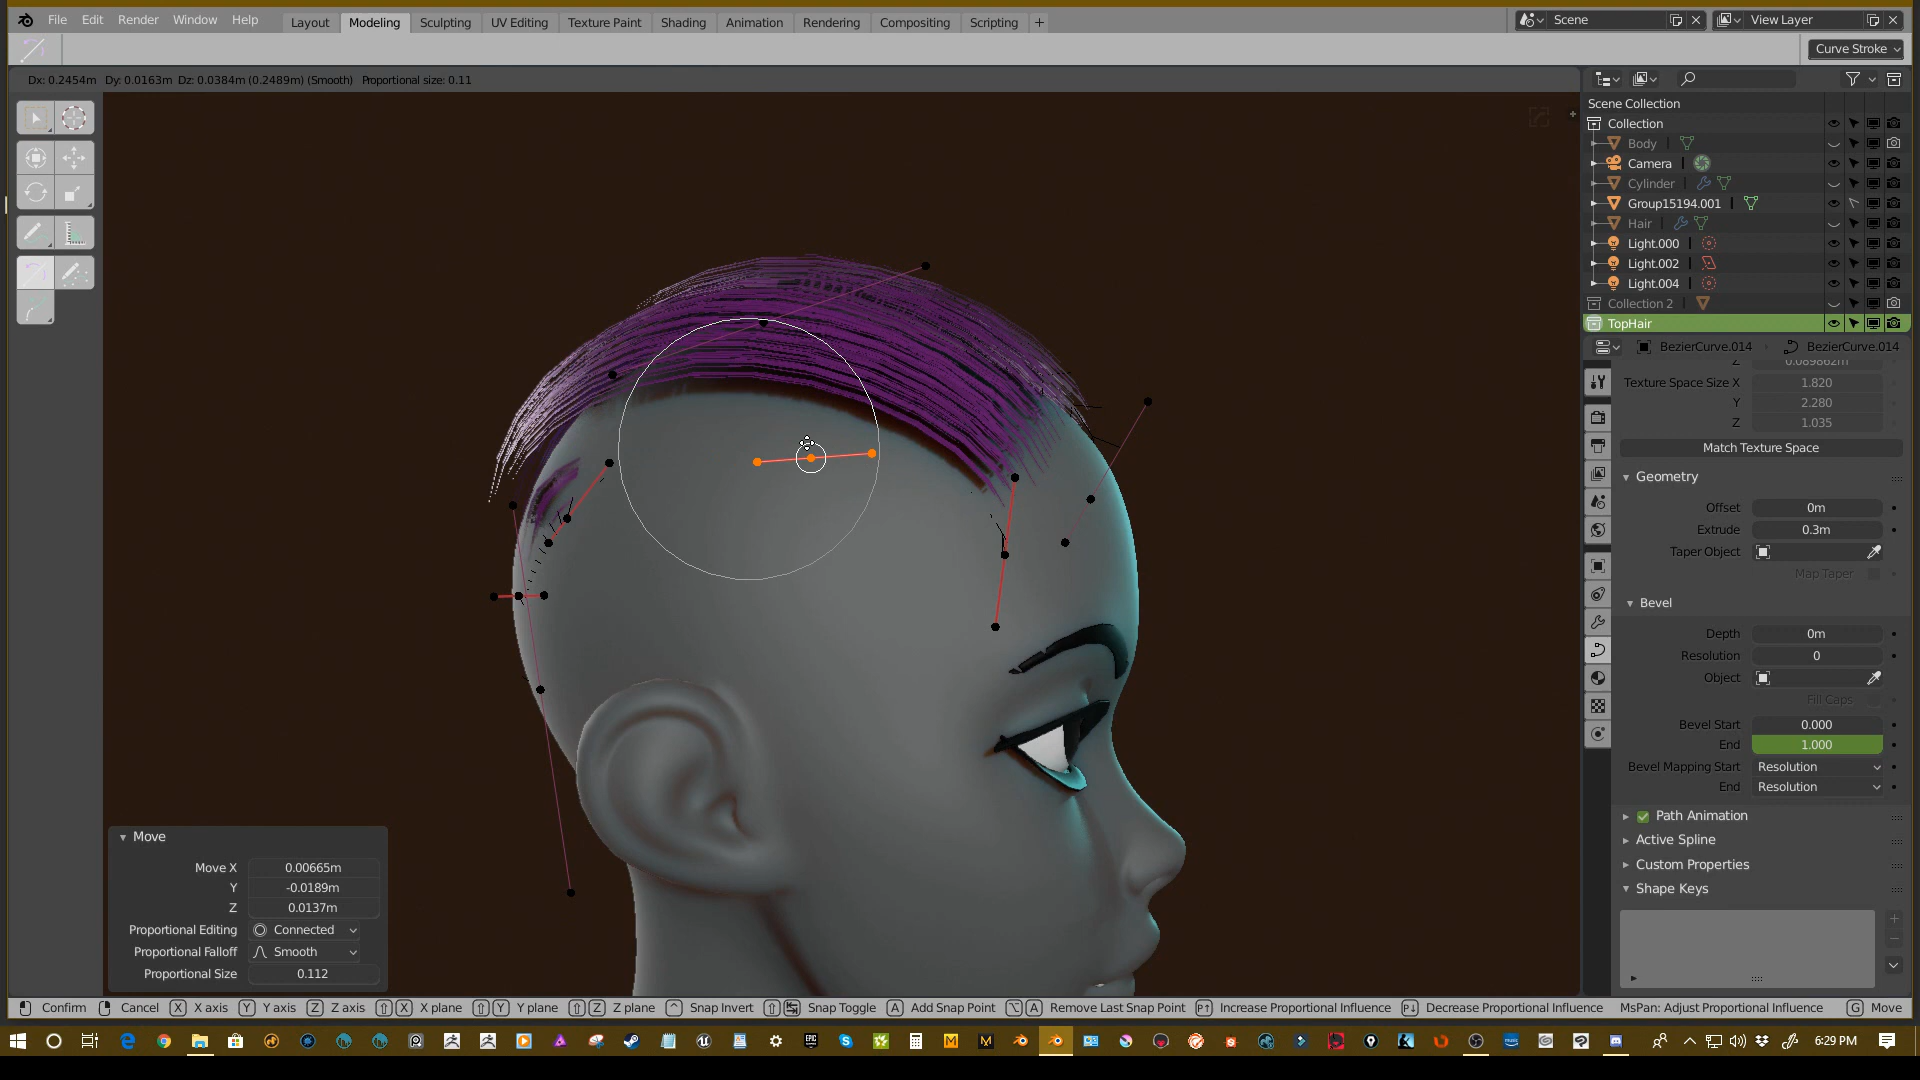 File Edit Render Window Help Layout Modeling Sculpting UV Editing Texture Paint Shading Animation Rendering Compositing Scripting + Scene View Layer
Curve Stroke
Dx: 0.2454m Dy: 0.0163m Dz: 0.0384m (0.2489m) (Smooth) Proportional size: 0.11
Scene Collection
Collection
Body
Camera
Cylinder
Group15194.001
Hair
Light.000
Light.002
Light.004
Collection 2
TopHair
BezierCurve.014 BezierCurve.014
Z 0.089862m
Texture Space Size X 1.820
Y 2.280
Z 1.035
Match Texture Space
Geometry
Offset 0m
Extrude 0.3m
Taper Object
Map Taper
Bevel
Depth 0m
Resolution 0
Object
Fill Caps
Bevel Start 0.000
End 1.000
Bevel Mapping Start Resolution
End Resolution
Path Animation
Active Spline
Custom Properties
Shape Keys
Move
Move X 0.00665m
Y -0.0189m
Z 0.0137m
Proportional Editing Connected
Proportional Falloff Smooth
Proportional Size 0.112
Confirm Cancel X X axis Y Y axis Z Z axis X X plane Y Y plane Z Z plane Snap Invert Snap Toggle A Add Snap Point A Remove Last Snap Point Increase Proportional Influence Decrease Proportional Influence MsPan: Adjust Proportional Influence G Move
6:29 PM